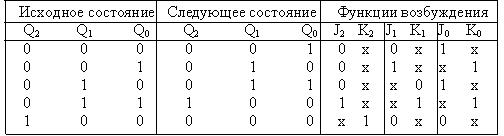 Исходное состояние Следующее состояние Функции возбуждения
Q2 Q1 Q0 Q2 Q1 Q0 J2 K2 J1 K1 J0 K0
0 0 0 0 0 1 0 x 0 x 1 x
0 0 1 0 1 0 0 x 1 x x 1
0 1 0 0 1 1 0 x x 0 1 x
0 1 1 1 0 0 1 x x 1 x 1
1 0 0 0 0 0 x 1 0 x 0 x